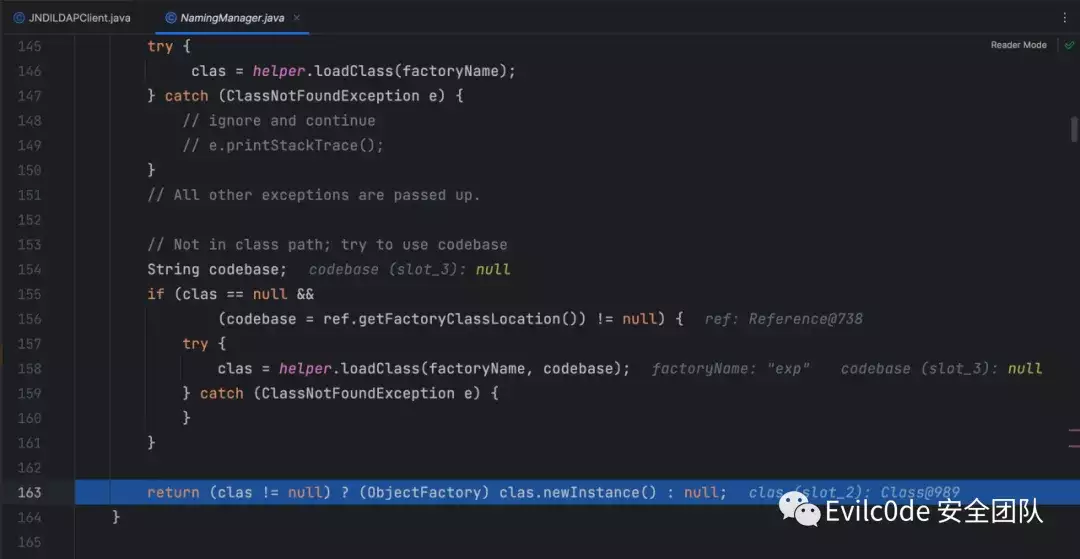 JNDILDAPClient.java NamingManager.java
Reader Mode
145 try {
146 clas = helper.loadClass(factoryName);
147 } catch (ClassNotFoundException e) {
148 // ignore and continue
149 // e.printStackTrace();
150 }
151 // All other exceptions are passed up.
152
153 // Not in class path; try to use codebase
154 String codebase; codebase (slot_3): null
155 if (clas == null &&
156 (codebase = ref.getFactoryClassLocation()) != null) { ref: Reference@738
157 try {
158 clas = helper.loadClass(factoryName, codebase); factoryName: "exp" codebase (slot_3): null
159 } catch (ClassNotFoundException e) {
160 }
161 }
162
163 return (clas != null) ? (ObjectFactory) clas.newInstance() : null; clas (slot_2): Class@989
164 }
165
Evilc0de 安全团队